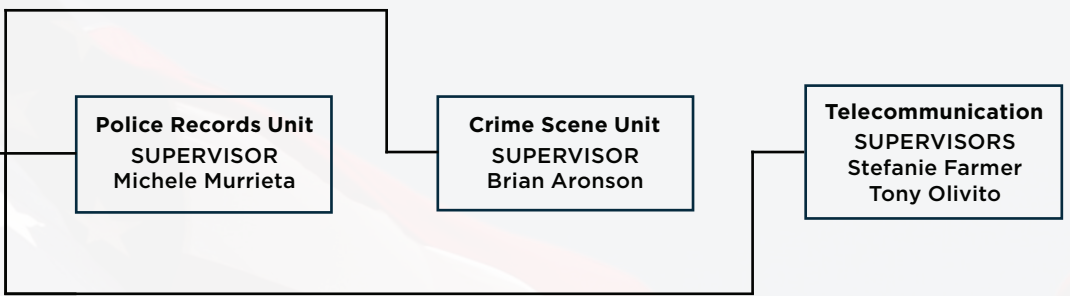 Police Records Unit
SUPERVISOR
Michele Murrieta
Crime Scene Unit
SUPERVISOR
Brian Aronson
Telecommunication
SUPERVISORS
Stefanie Farmer
Tony Olivito